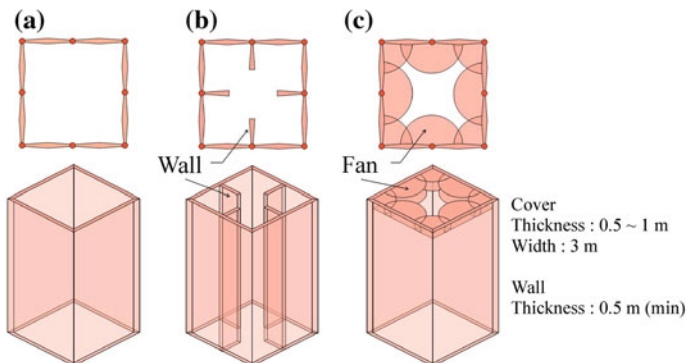 (a) (b) (c)
Wall
Fan
Cover
Thickness : 0.5 ~ 1 m
Width : 3 m
Wall
Thickness : 0.5 m (min)